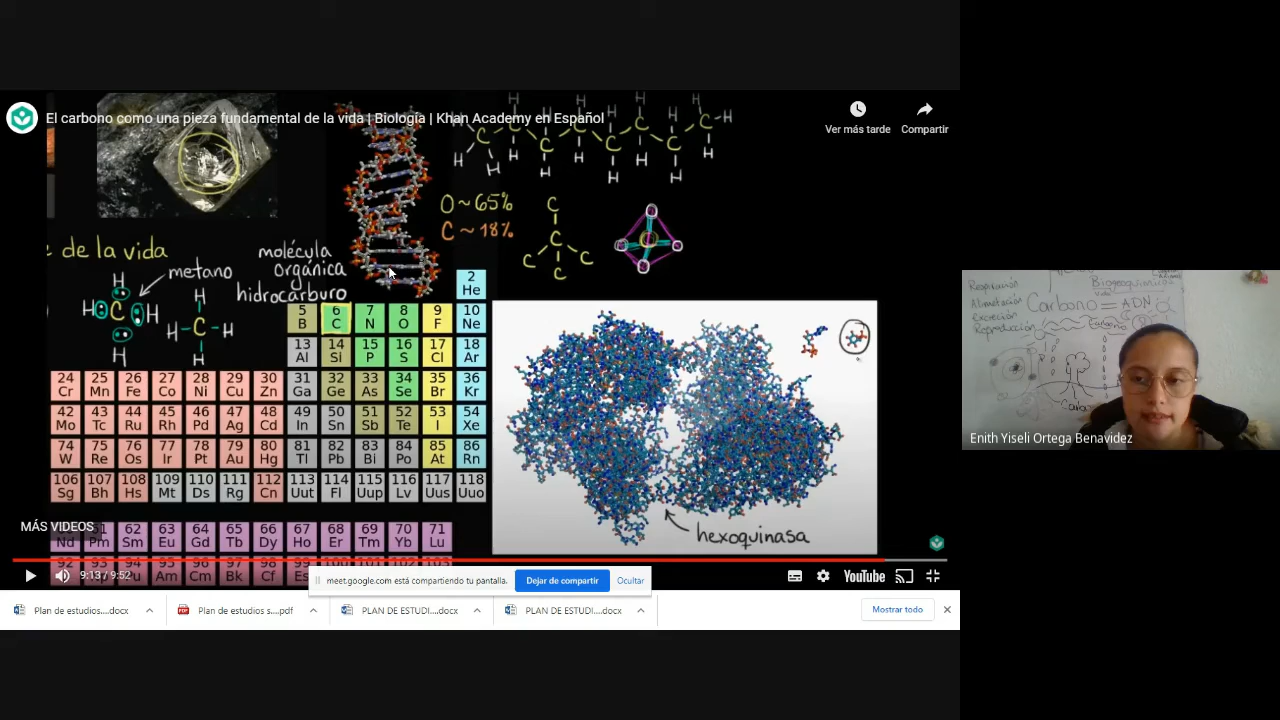 El carbono como una pieza fundamental de la vida | Biología | Khan Academy en Español
Ver más tarde
Compartir
H H H H H
C C C C C C C C H
H H H H H H H H
O ~ 65%
C ~ 18%
C
C
C C
C
C
e de la vida
molécula
orgánica
hidrocarburo
metano
H
H C H
H
H
H-C-H
H
2
He
5 6 7 8 9 10
B C N O F Ne
13 14 15 16 17 18
Al Si P S Cl Ar
24 25 26 27 28 29 30 31 32 33 34 35 36
Cr Mn Fe Co Ni Cu Zn Ga Ge As Se Br Kr
42 43 44 45 46 47 48 49 50 51 52 53 54
Mo Tc Ru Rh Pd Ag Cd In Sn Sb Te I Xe
74 75 76 77 78 79 80 81 82 83 84 85 86
W Re Os Ir Pt Au Hg Tl Pb Bi Po At Rn
106 107 108 109 110 111 112 113 114 115 116 117 118
Sg Bh Hs Mt Ds Rg Cn Uut Fl Uup Lv Uus Uuo
62 63 64 65 66 67 68 69 70 71
Nd Pm Sm Eu Gd Tb Dy Ho Er Tm Yb Lu
hexoquinasa
MÁS VIDEOS
9:13 / 9:52
YouTube
meet.google.com está compartiendo tu pantalla.
Dejar de compartir
Ocultar
Plan de estudios....docx
Plan de estudios s....pdf
PLAN DE ESTUDI....docx
PLAN DE ESTUDI....docx
Mostrar todo
Respiración
Alimentación
Excreción
Reproducción
Biogeoquímica
Vida
Carbono = ADN
Enith Yiseli Ortega Benavidez